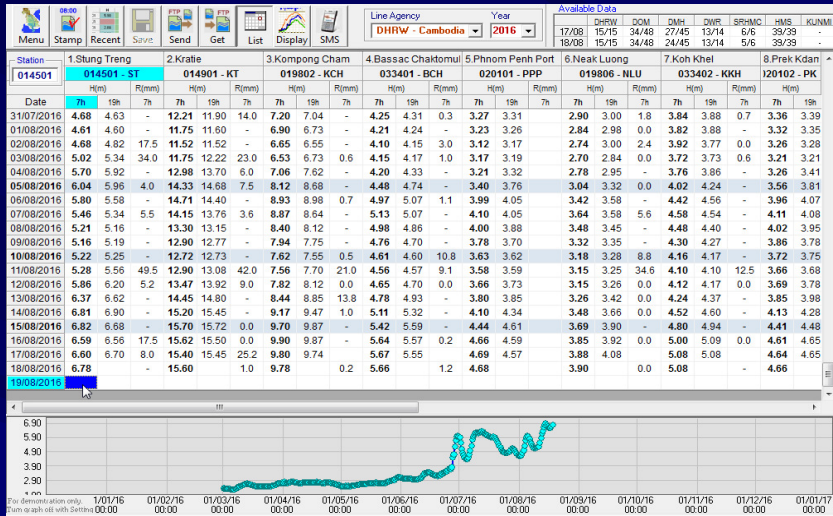 08:00 FTP FTP
Menu Stamp Recent Save Send Get List Display SMS
Line Agency Year
DHRW - Cambodia 2016
Available Data
DHRW DOM DMH DWR SRHMC HMS KUNM
17/08 15/15 34/48 27/45 13/14 6/6 39/39 -
18/08 15/15 34/48 24/45 13/14 5/6 39/39 -
Station 1.Stung Treng 2.Kratie 3.Kompong Cham 4.Bassac Chaktomul 5.Phnom Penh Port 6.Neak Luong 7.Koh Khel 8.Prek Kdam
014501 014501 - ST 014901 - KT 019802 - KCH 033401 - BCH 020101 - PPP 019806 - NLU 033402 - KKH 020102 - PK
H(m) R(mm) H(m) R(mm) H(m) R(mm) H(m) R(mm) H(m) R(mm) H(m) R(mm) H(m) R(mm) H(m)
Date 7h 19h 7h 7h 19h 7h 7h 19h 7h 7h 19h 7h 7h 19h 7h 7h 19h 7h 7h 19h 7h 7h 19h
31/07/2016 4.68 4.63 - 12.21 11.90 14.0 7.20 7.04 - 4.25 4.31 0.3 3.27 3.31 2.90 3.00 1.8 3.84 3.88 0.7 3.36 3.39
01/08/2016 4.61 4.60 - 11.75 11.60 - 6.90 6.73 - 4.21 4.24 - 3.23 3.26 2.84 2.98 0.0 3.82 3.88 - 3.32 3.35
02/08/2016 4.68 4.82 17.5 11.52 11.52 - 6.65 6.55 - 4.10 4.15 3.0 3.12 3.17 2.74 3.00 2.4 3.92 3.77 0.0 3.26 3.28
03/08/2016 5.02 5.34 34.0 11.75 12.22 23.0 6.53 6.73 0.6 4.15 4.17 1.0 3.17 3.19 2.70 2.84 0.0 3.72 3.73 0.6 3.21 3.21
04/08/2016 5.70 5.92 - 12.98 13.70 6.0 7.06 7.62 - 4.20 4.33 - 3.21 3.32 2.78 2.95 - 3.76 3.86 - 3.26 3.41
05/08/2016 6.04 5.96 4.0 14.33 14.68 7.5 8.12 8.68 - 4.48 4.74 - 3.40 3.76 3.04 3.32 0.0 4.02 4.24 - 3.56 3.81
06/08/2016 5.80 5.58 - 14.71 14.40 - 8.93 8.98 0.7 4.97 5.07 1.1 3.99 4.05 3.42 3.58 - 4.42 4.56 - 3.96 4.07
07/08/2016 5.46 5.34 5.5 14.15 13.76 3.6 8.87 8.64 - 5.13 5.07 - 4.10 4.05 3.64 3.58 5.6 4.58 4.54 - 4.11 4.08
08/08/2016 5.21 5.16 - 13.30 13.15 - 8.40 8.12 - 4.98 4.86 - 4.00 3.88 3.48 3.45 - 4.48 4.40 - 4.02 3.95
09/08/2016 5.16 5.19 - 12.90 12.77 - 7.94 7.75 - 4.76 4.70 - 3.78 3.70 3.32 3.35 - 4.30 4.27 - 3.86 3.78
10/08/2016 5.22 5.25 - 12.72 12.73 - 7.62 7.55 0.5 4.61 4.60 10.8 3.63 3.62 3.18 3.28 8.8 4.16 4.17 - 3.72 3.75
11/08/2016 5.28 5.56 49.5 12.90 13.08 42.0 7.56 7.70 21.0 4.56 4.57 9.1 3.58 3.59 3.15 3.25 34.6 4.10 4.10 12.5 3.66 3.68
12/08/2016 5.86 6.20 5.2 13.47 13.92 9.0 7.82 8.12 0.0 4.65 4.70 0.0 3.66 3.73 3.15 3.26 0.0 4.12 4.17 0.0 3.69 3.78
13/08/2016 6.37 6.62 - 14.45 14.80 - 8.44 8.85 13.8 4.78 4.93 - 3.80 3.85 3.26 3.42 0.0 4.24 4.37 - 3.85 3.98
14/08/2016 6.81 6.90 - 15.20 15.45 - 9.17 9.47 1.0 5.11 5.32 - 4.10 4.34 3.48 3.66 0.0 4.52 4.60 - 4.13 4.28
15/08/2016 6.82 6.68 - 15.70 15.72 0.0 9.70 9.87 - 5.42 5.59 - 4.44 4.61 3.69 3.90 - 4.80 4.94 - 4.41 4.48
16/08/2016 6.59 6.56 17.5 15.62 15.50 0.0 9.90 9.87 - 5.64 5.57 0.2 4.66 4.59 3.85 3.92 0.0 5.00 5.09 0.0 4.61 4.65
17/08/2016 6.60 6.70 8.0 15.40 15.45 25.2 9.80 9.74 5.67 5.55 4.69 4.57 3.88 4.08 5.08 5.08 4.64 4.65
18/08/2016 6.78 - 15.60 1.0 9.78 0.2 5.66 1.2 4.68 3.90 0.0 5.08 - 4.66
19/08/2016
6.90
5.90
4.90
3.90
2.90
1.90
For demonstration only.
Turn graph off with Setting
1/01/16 01/02/16 01/03/16 01/04/16 01/05/16 01/06/16 01/07/16 01/08/16 01/09/16 01/10/16 01/11/16 01/12/16 01/01/17
00:00 00:00 00:00 00:00 00:00 00:00 00:00 00:00 00:00 00:00 00:00 00:00 00:00